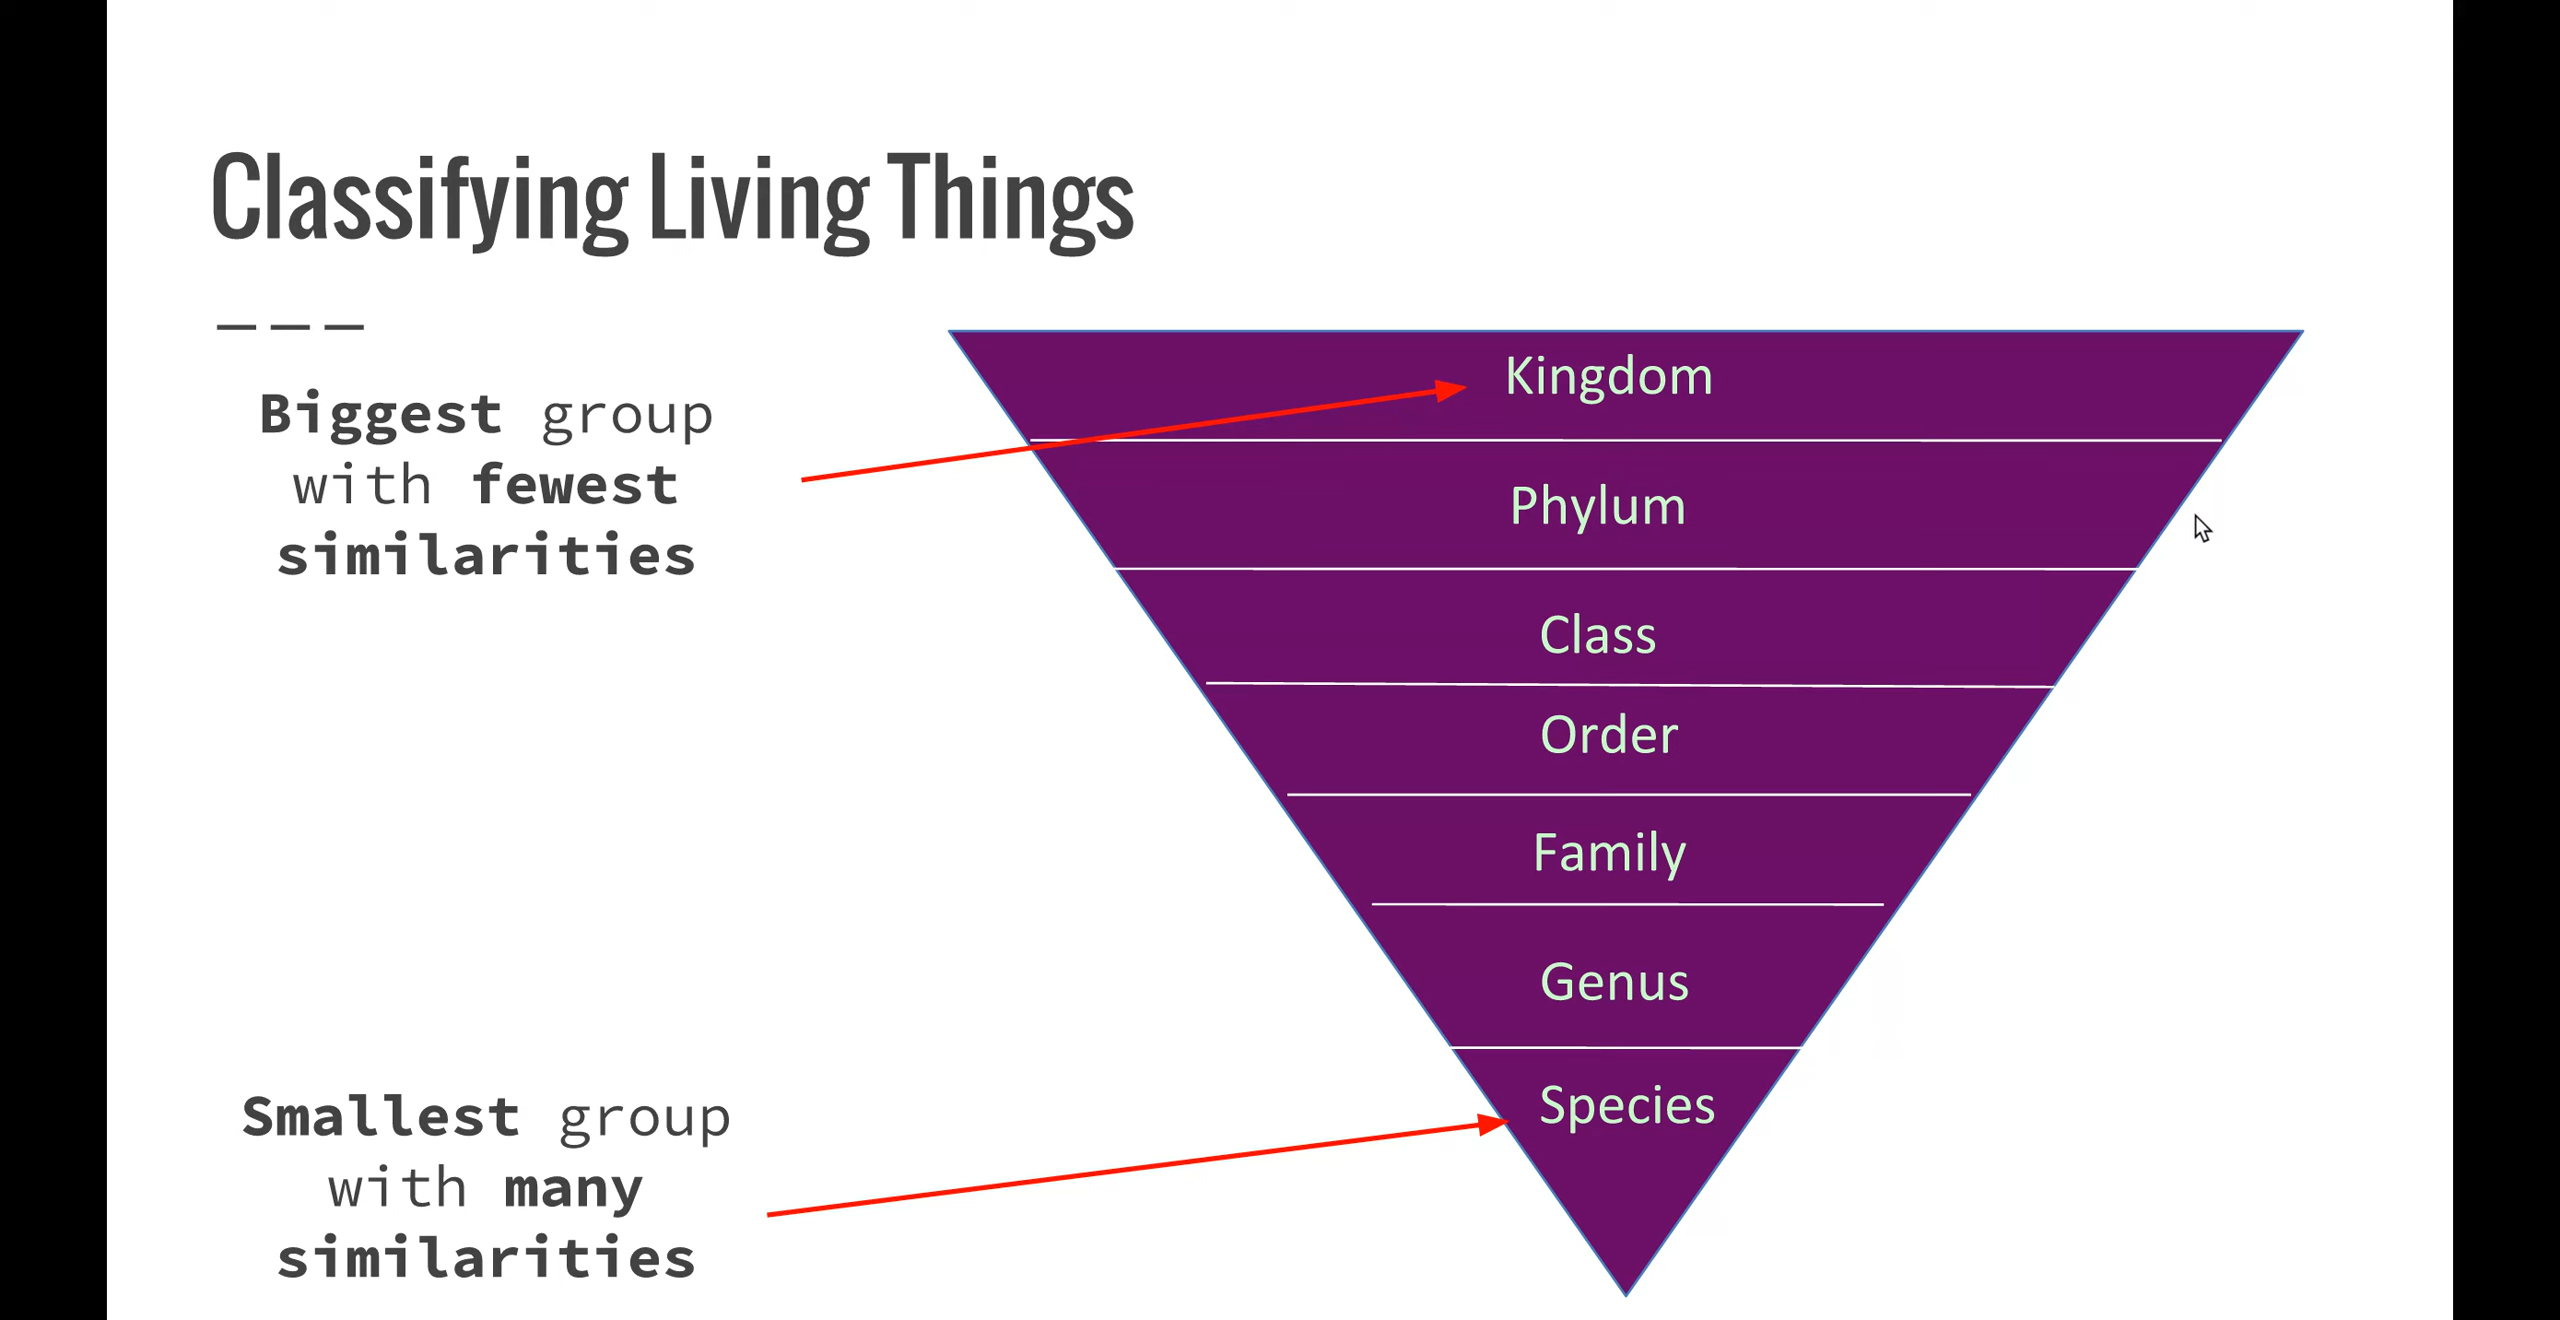 Classifying Living Things
Biggest group
with fewest
similarities
Kingdom
Phylum
Class
Order
Family
Genus
Species
Smallest group
with many
similarities